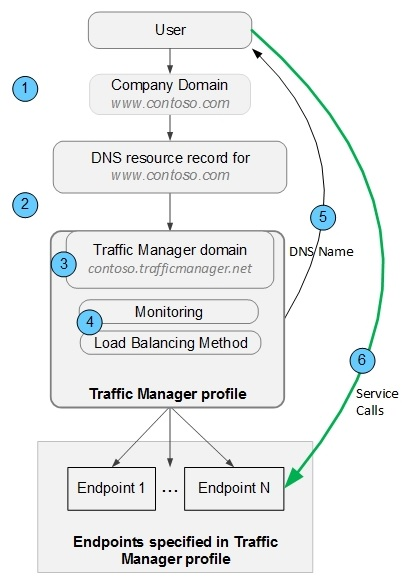 User
1
Company Domain
www.contoso.com
DNS resource record for
www.contoso.com
2
Traffic Manager domain
3
contoso.trafficmanager.net
5
DNS Name
Monitoring
4
Load Balancing Method
6
Service
Calls
Traffic Manager profile
Endpoint 1
...
Endpoint N
Endpoints specified in Traffic
Manager profile